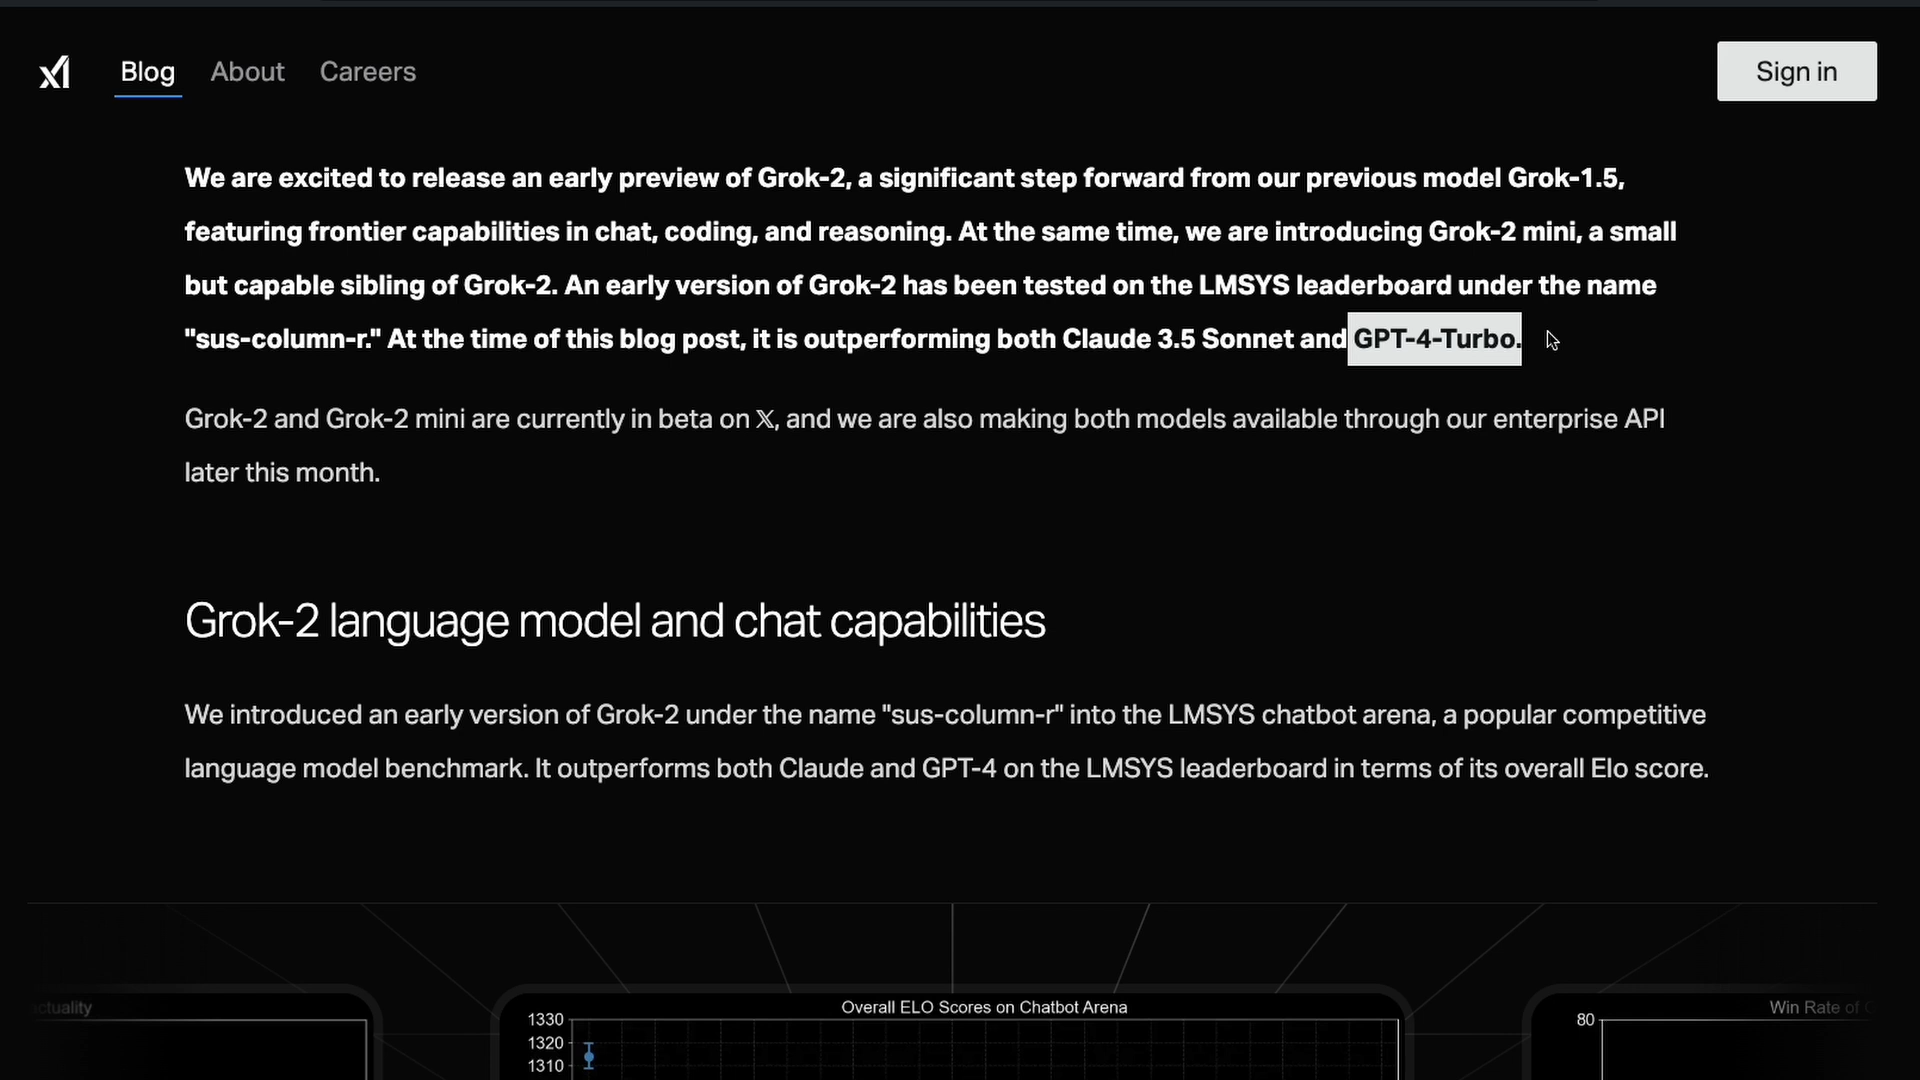 xI Blog About Careers Sign in
We are excited to release an early preview of Grok-2, a significant step forward from our previous model Grok-1.5,
featuring frontier capabilities in chat, coding, and reasoning. At the same time, we are introducing Grok-2 mini, a small
but capable sibling of Grok-2. An early version of Grok-2 has been tested on the LMSYS leaderboard under the name
"sus-column-r." At the time of this blog post, it is outperforming both Claude 3.5 Sonnet and GPT-4-Turbo.
Grok-2 and Grok-2 mini are currently in beta on 𝕏, and we are also making both models available through our enterprise API
later this month.
Grok-2 language model and chat capabilities
We introduced an early version of Grok-2 under the name "sus-column-r" into the LMSYS chatbot arena, a popular competitive
language model benchmark. It outperforms both Claude and GPT-4 on the LMSYS leaderboard in terms of its overall Elo score.
ctuality
Overall ELO Scores on Chatbot Arena
Win Rate of
1330
80
1320
1310